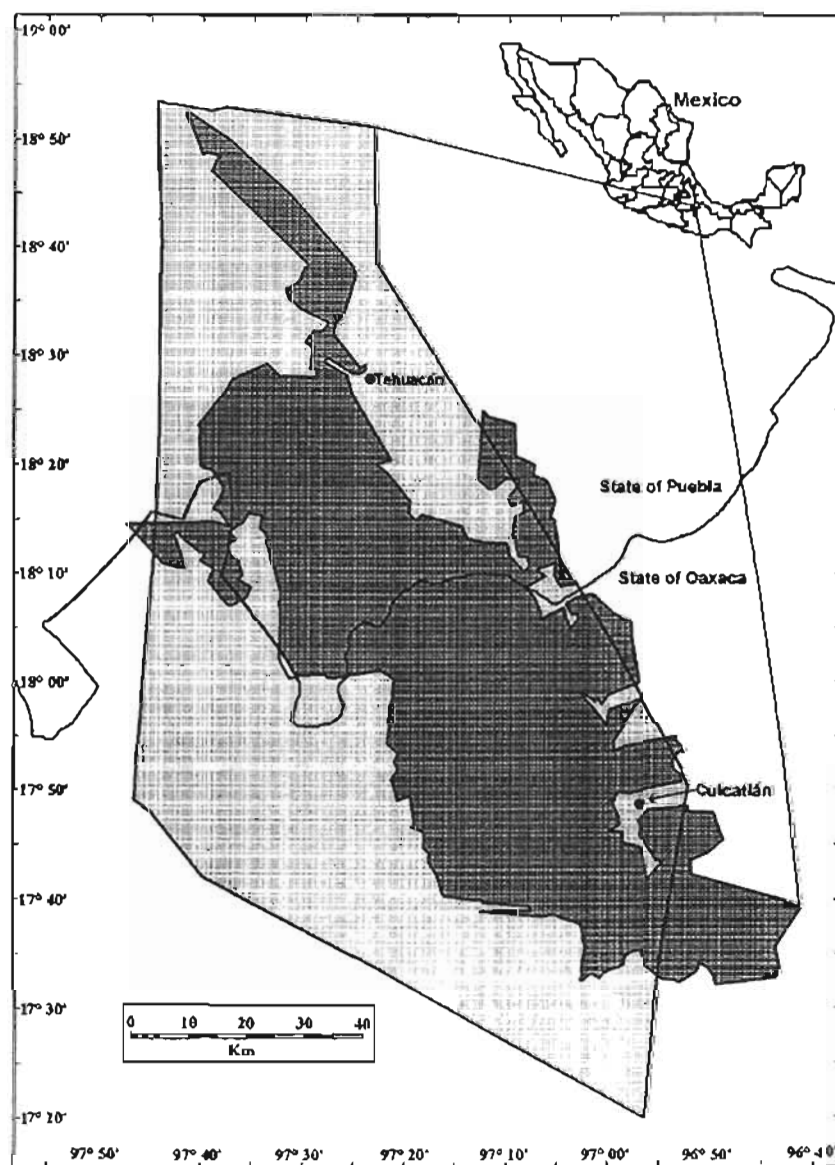 19° 00'
Mexico
18° 50'
18° 40'
18° 30'
Tehuacán
18° 20'
State of Puebla
18° 10'
State of Oaxaca
18° 00'
17° 50'
Cuicatlán
17° 40'
17° 30'
0 10 20 30 40
Km
17° 20'
97° 50' 97° 40' 97° 30' 97° 20' 97° 10' 97° 00' 96° 50' 96° 40'